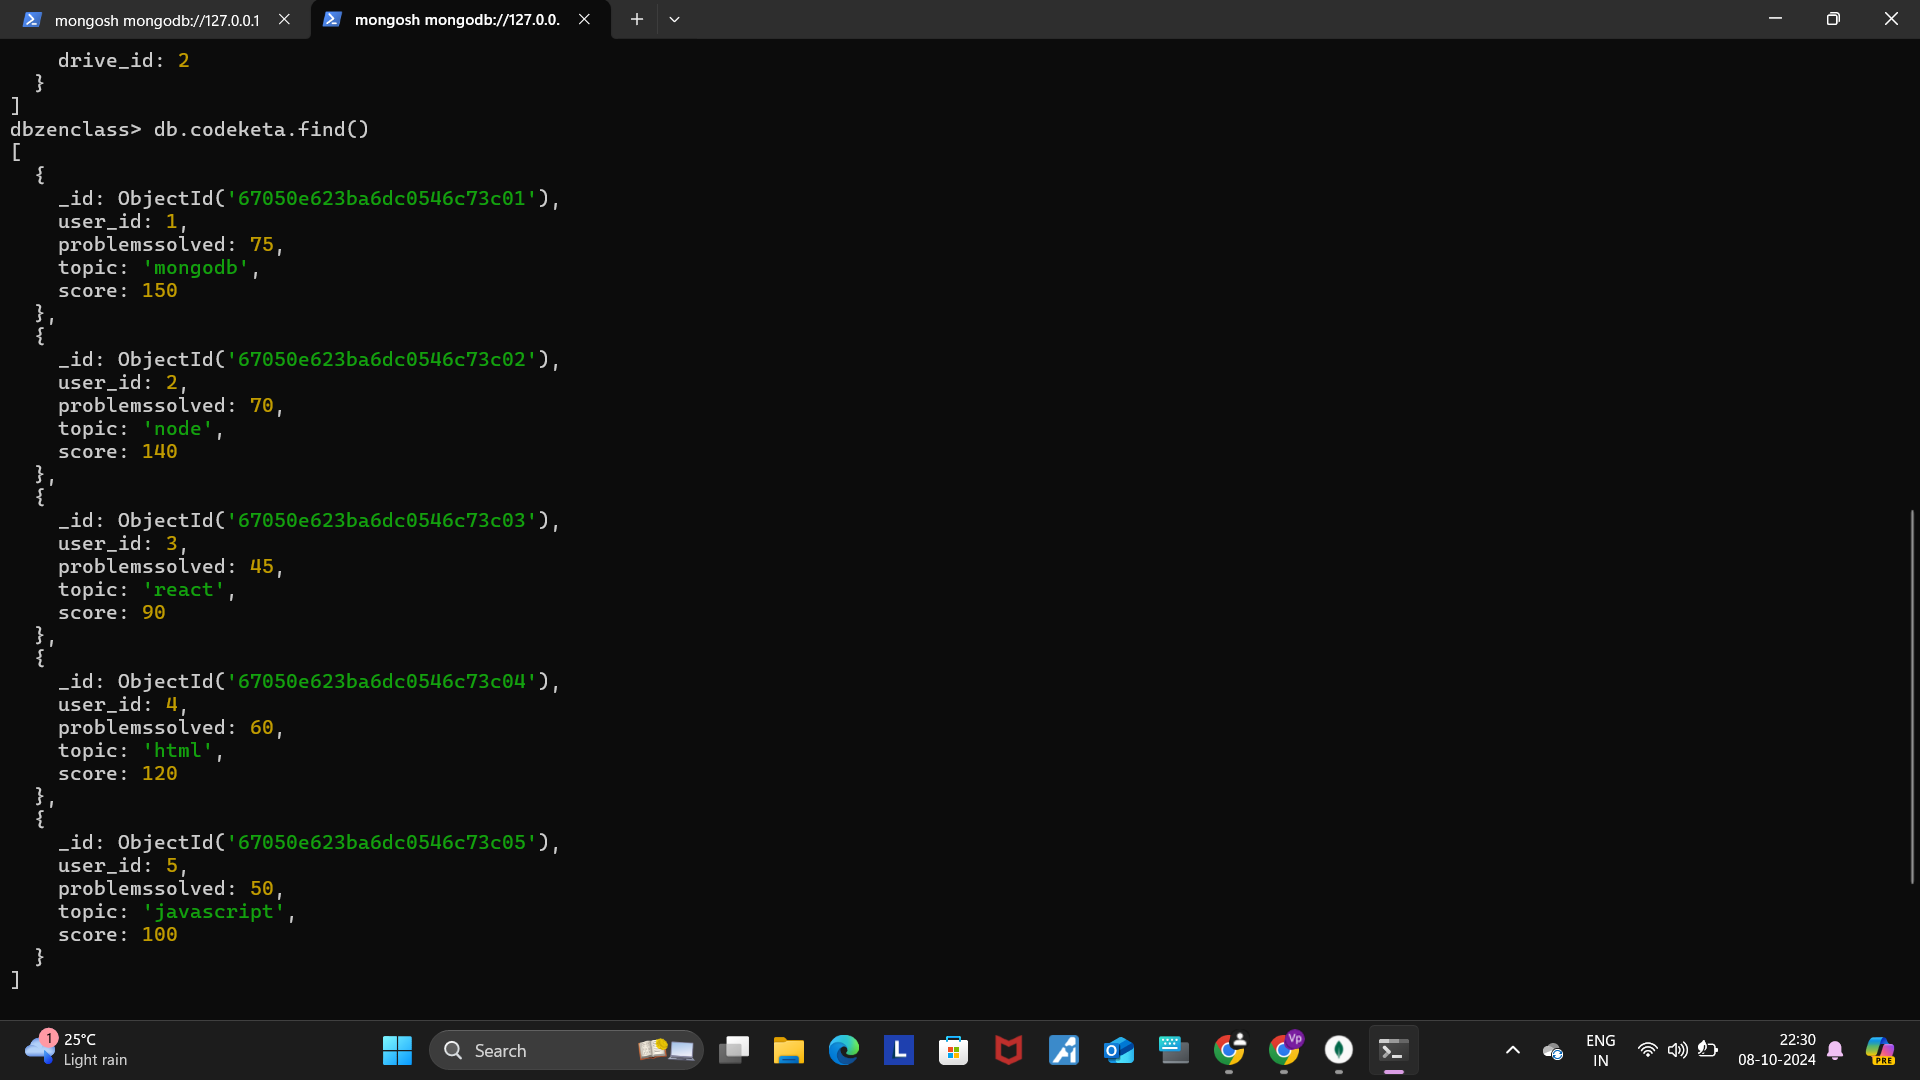 mongosh mongodb://127.0.0.1
mongosh mongodb://127.0.0.
drive_id: 2
}
]
dbzenclass> db.codeketa.find()
[
{
_id: ObjectId('67050e623ba6dc0546c73c01'),
user_id: 1,
problemssolved: 75,
topic: 'mongodb',
score: 150
},
{
_id: ObjectId('67050e623ba6dc0546c73c02'),
user_id: 2,
problemssolved: 70,
topic: 'node',
score: 140
},
{
_id: ObjectId('67050e623ba6dc0546c73c03'),
user_id: 3,
problemssolved: 45,
topic: 'react',
score: 90
},
{
_id: ObjectId('67050e623ba6dc0546c73c04'),
user_id: 4,
problemssolved: 60,
topic: 'html',
score: 120
},
{
_id: ObjectId('67050e623ba6dc0546c73c05'),
user_id: 5,
problemssolved: 50,
topic: 'javascript',
score: 100
}
]
1
25°C
Light rain
Search
L
Vp
ENG
IN
22:30
08-10-2024
PRE